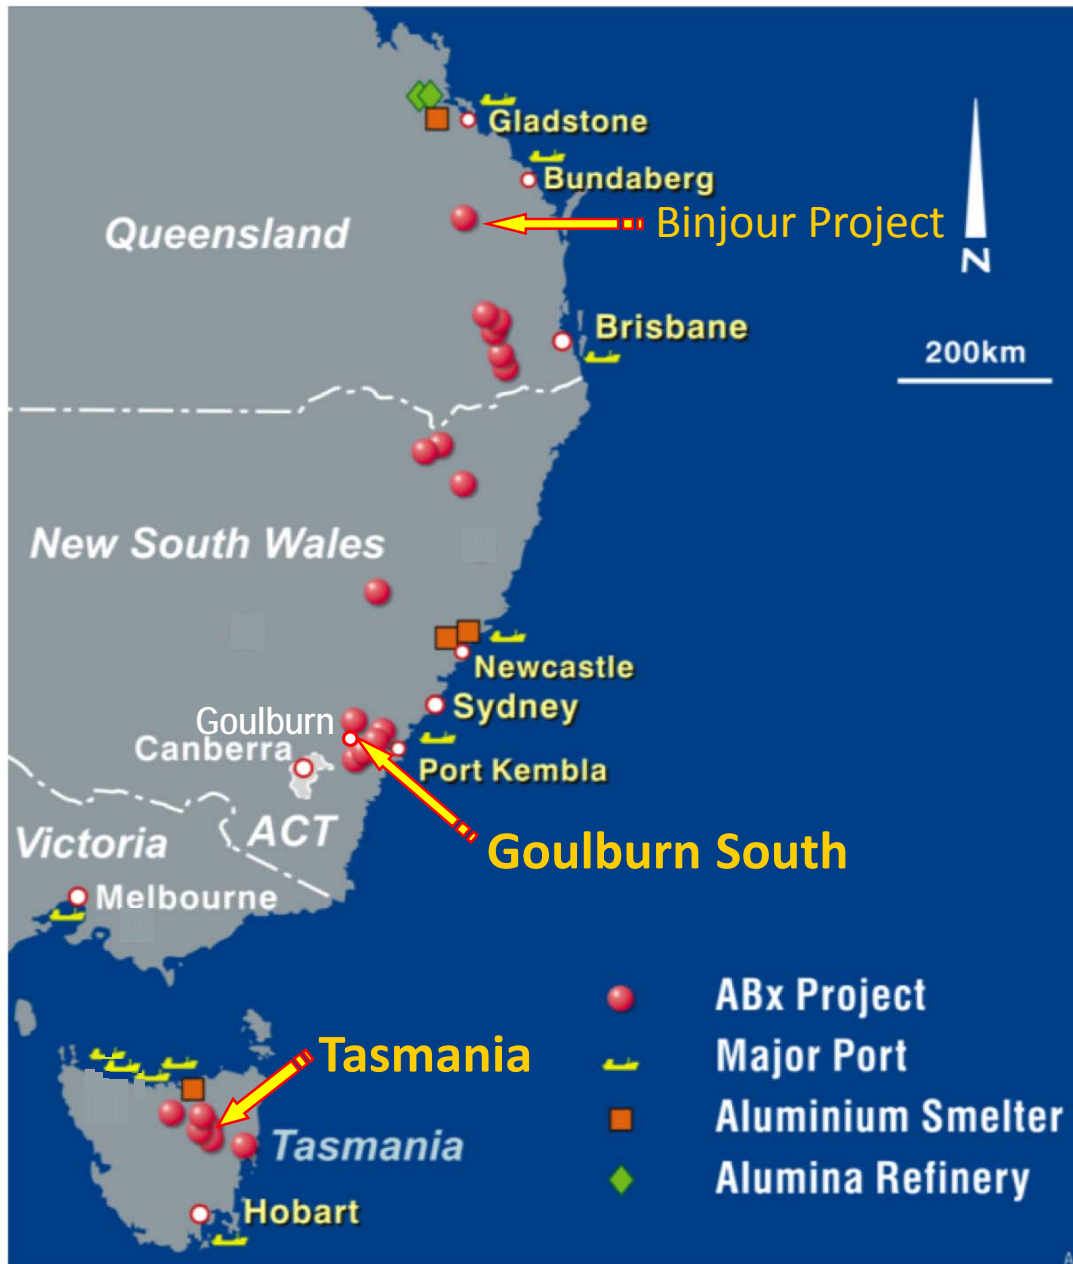 Gladstone
Bundaberg
Queensland
Binjour Project
N
Brisbane
200km
New South Wales
Newcastle
Goulburn
Sydney
Canberra
Port Kembla
Victoria
ACT
Goulburn South
Melbourne
ABx Project
Tasmania
Major Port
Aluminium Smelter
Tasmania
Alumina Refinery
Hobart
A